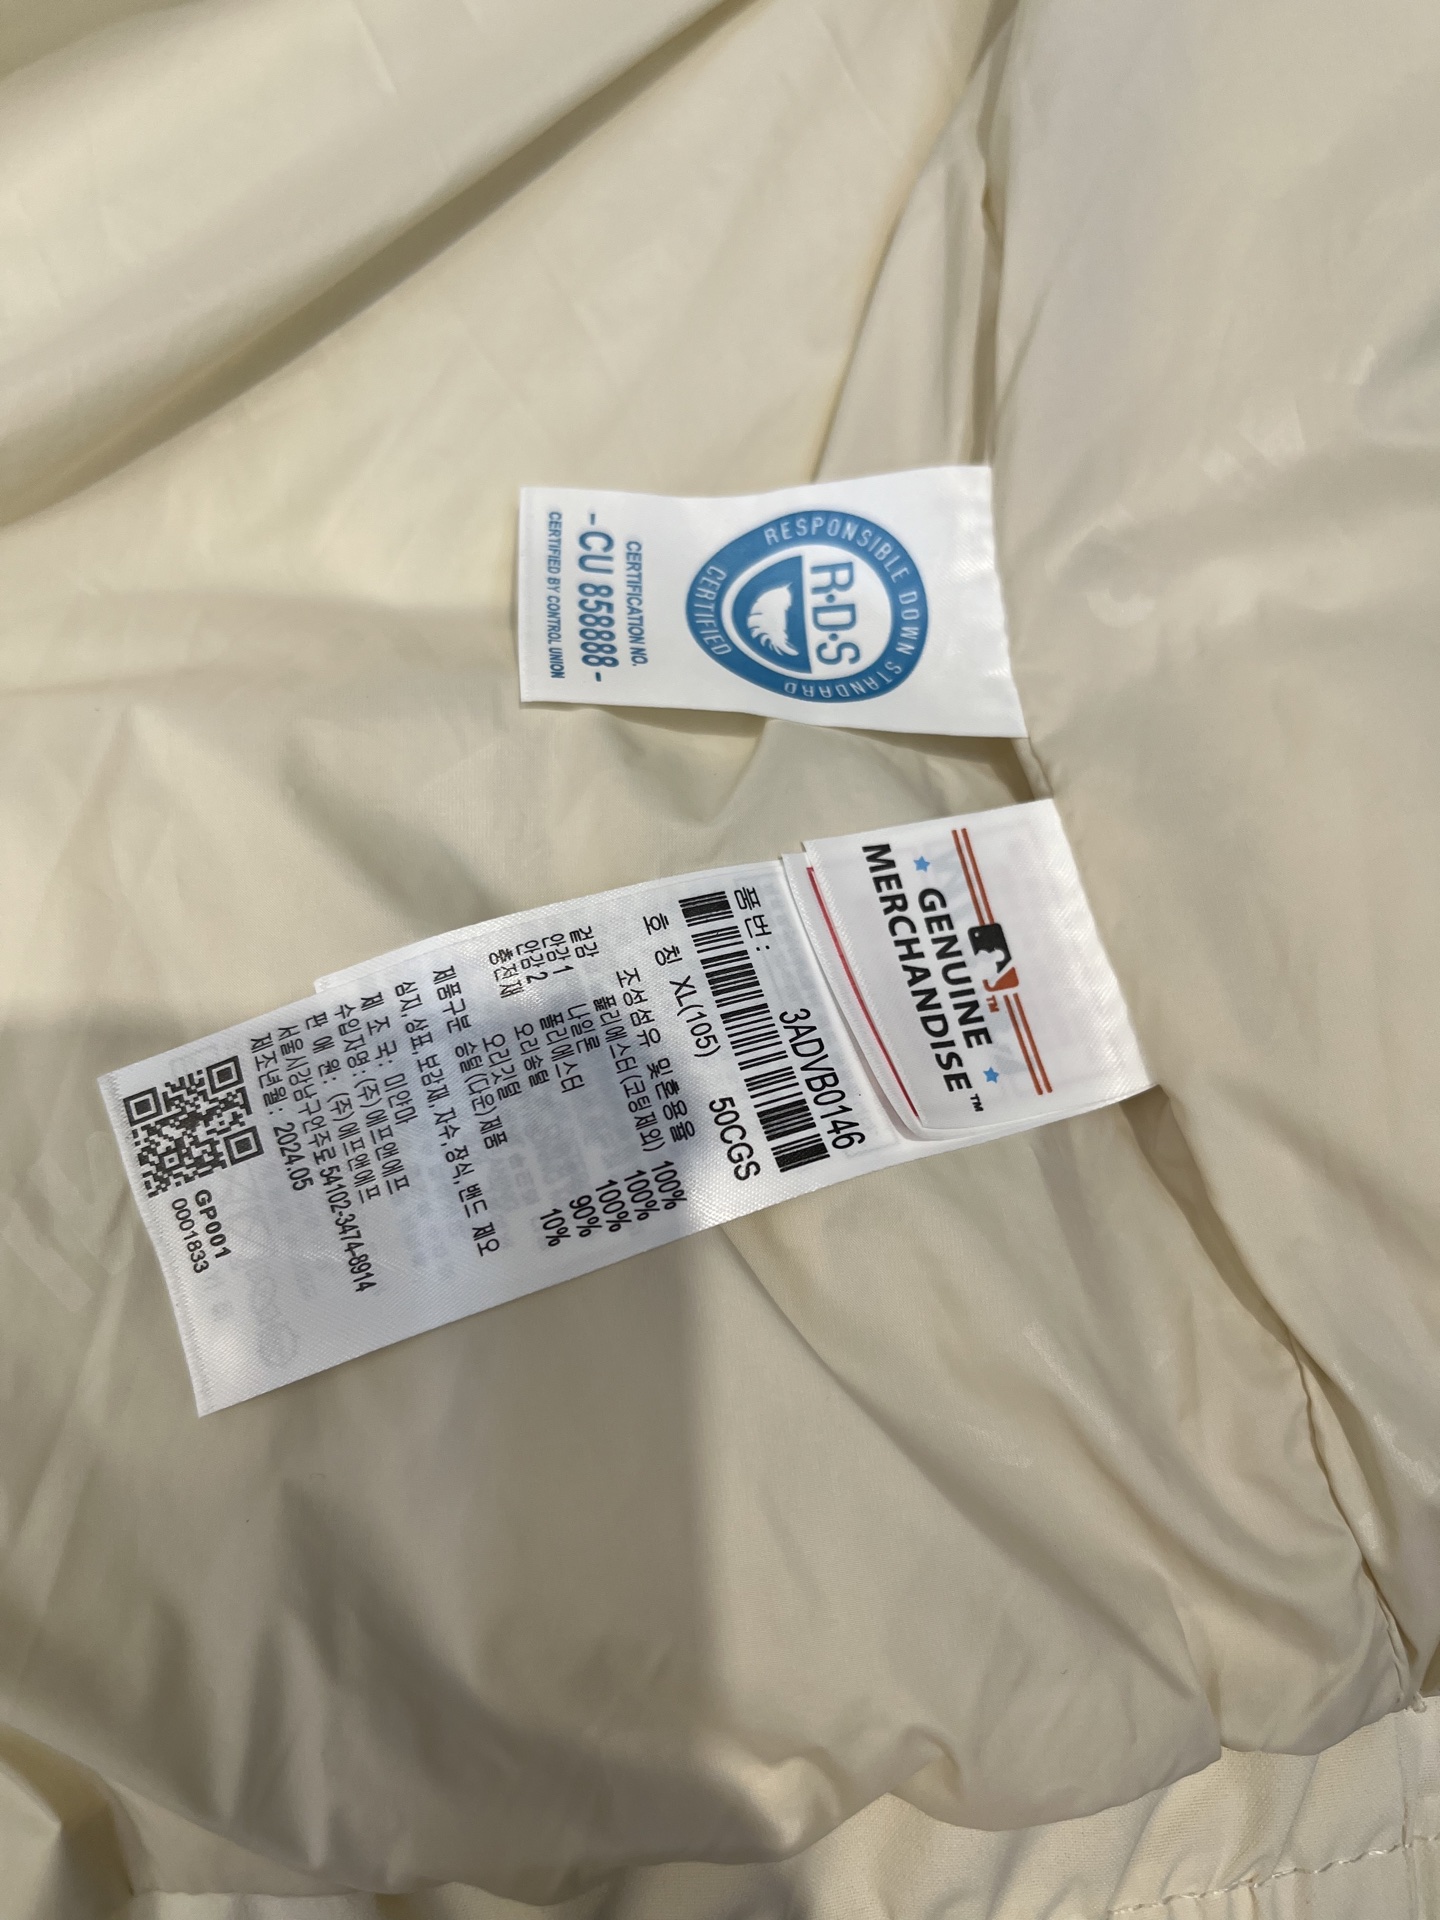 RESPONSIBLE DOWN STANDARD
R·D·S
CERTIFIED
CERTIFICATION NO.
-CU 858888-
CERTIFIED BY CONTROL UNION
GENUINE
MERCHANDISE™
품번: 3ADVB0146
호 칭 XL(105) 50CGS
조성섬유 및혼용율
겉감 폴리에스터(코팅제외) 100%
안감1 나일론 100%
안감2 폴리에스터 100%
충전재 오리솜털 90%
오리깃털 10%
제품구분 솜털(다운)제품
심지,상표,보강재,자수,장식,밴드 제외
제 조 국: 미얀마
수입자명:(주)에프앤에프
판 매 원: (주)에프앤에프
서울시강남구언주로 54102-3474-8914
제조년월: 2024.05
GP001
0001833